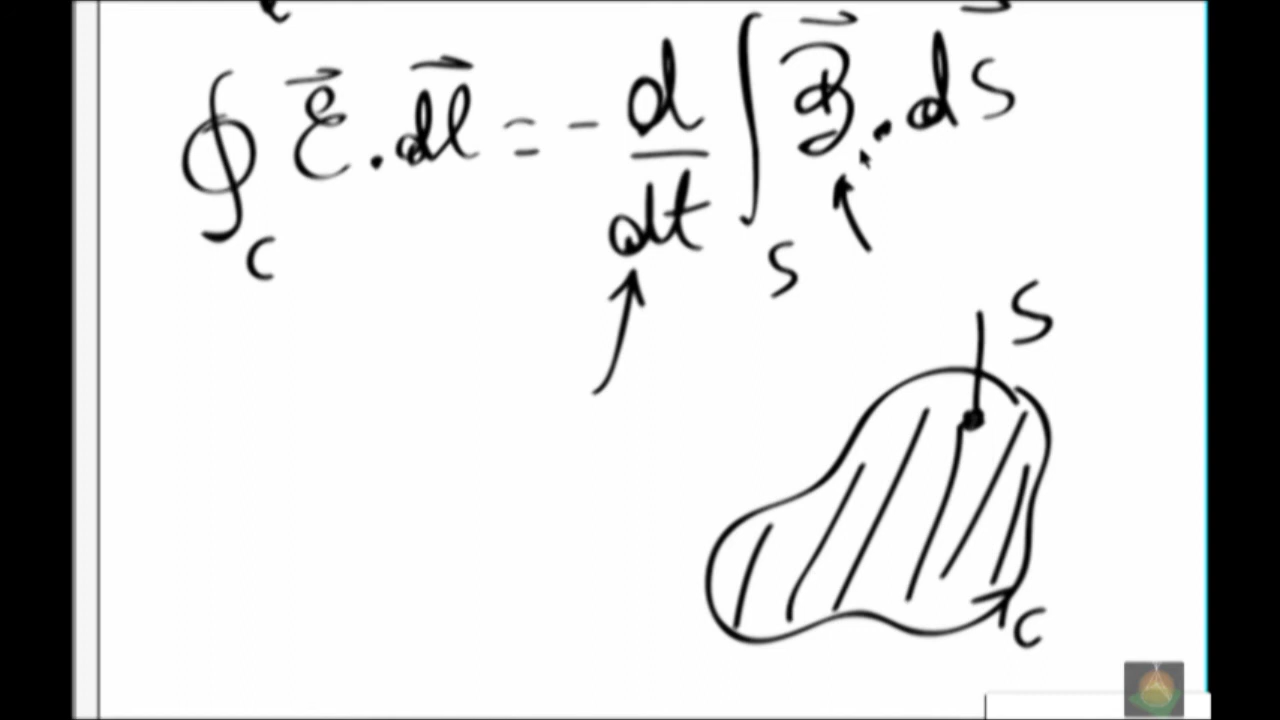 ∮_C ℰ⃗ . dl⃗ = - d/dt ∫_S ℬ⃗ . ds⃗
S
C